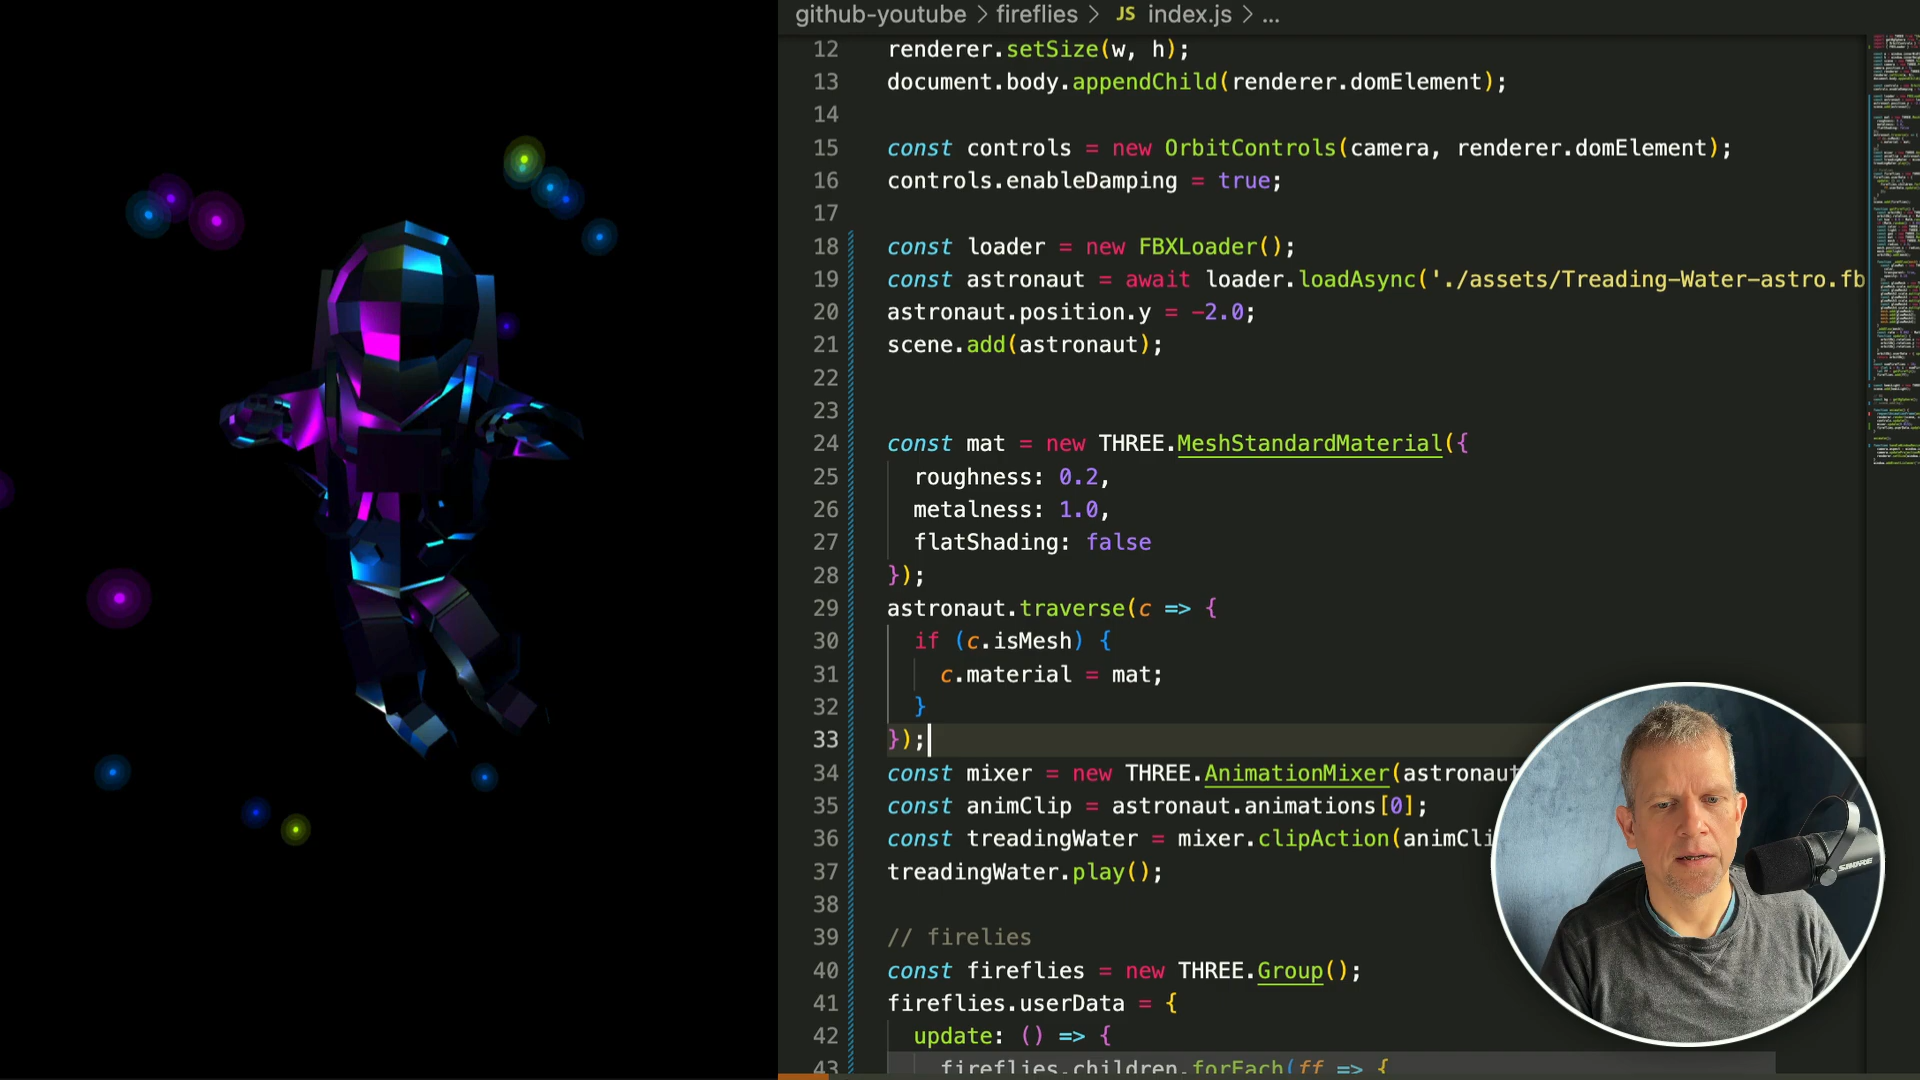 github-youtube > fireflies > JS index.js > ...
12 renderer.setSize(w, h);
13 document.body.appendChild(renderer.domElement);
14
15 const controls = new OrbitControls(camera, renderer.domElement);
16 controls.enableDamping = true;
17
18 const loader = new FBXLoader();
19 const astronaut = await loader.loadAsync('./assets/Treading-Water-astro.fb
20 astronaut.position.y = -2.0;
21 scene.add(astronaut);
22
23
24 const mat = new THREE.MeshStandardMaterial({
25 roughness: 0.2,
26 metalness: 1.0,
27 flatShading: false
28 });
29 astronaut.traverse(c => {
30 if (c.isMesh) {
31 c.material = mat;
32 }
33 });
34 const mixer = new THREE.AnimationMixer(astronaut
35 const animClip = astronaut.animations[0];
36 const treadingWater = mixer.clipAction(animCli
37 treadingWater.play();
38
39 // firelies
40 const fireflies = new THREE.Group();
41 fireflies.userData = {
42 update: () => {
43 fireflies.children.forEach(ff => {
SHURE